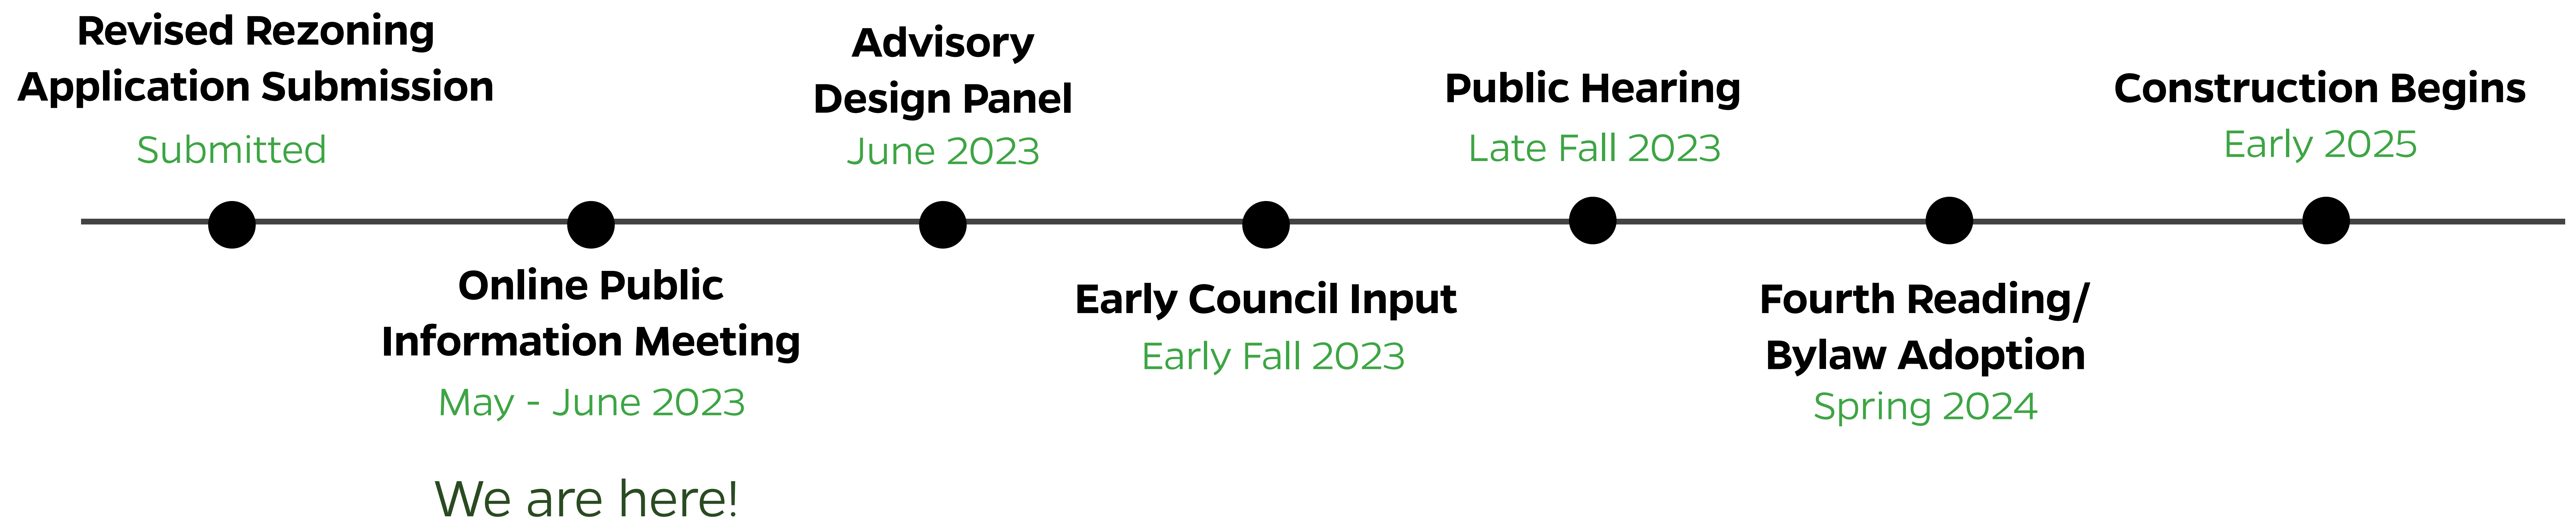 Revised Rezoning
Application Submission
Submitted
Online Public
Information Meeting
May - June 2023
We are here!
Advisory
Design Panel
June 2023
Early Council Input
Early Fall 2023
Public Hearing
Late Fall 2023
Fourth Reading/
Bylaw Adoption
Spring 2024
Construction Begins
Early 2025